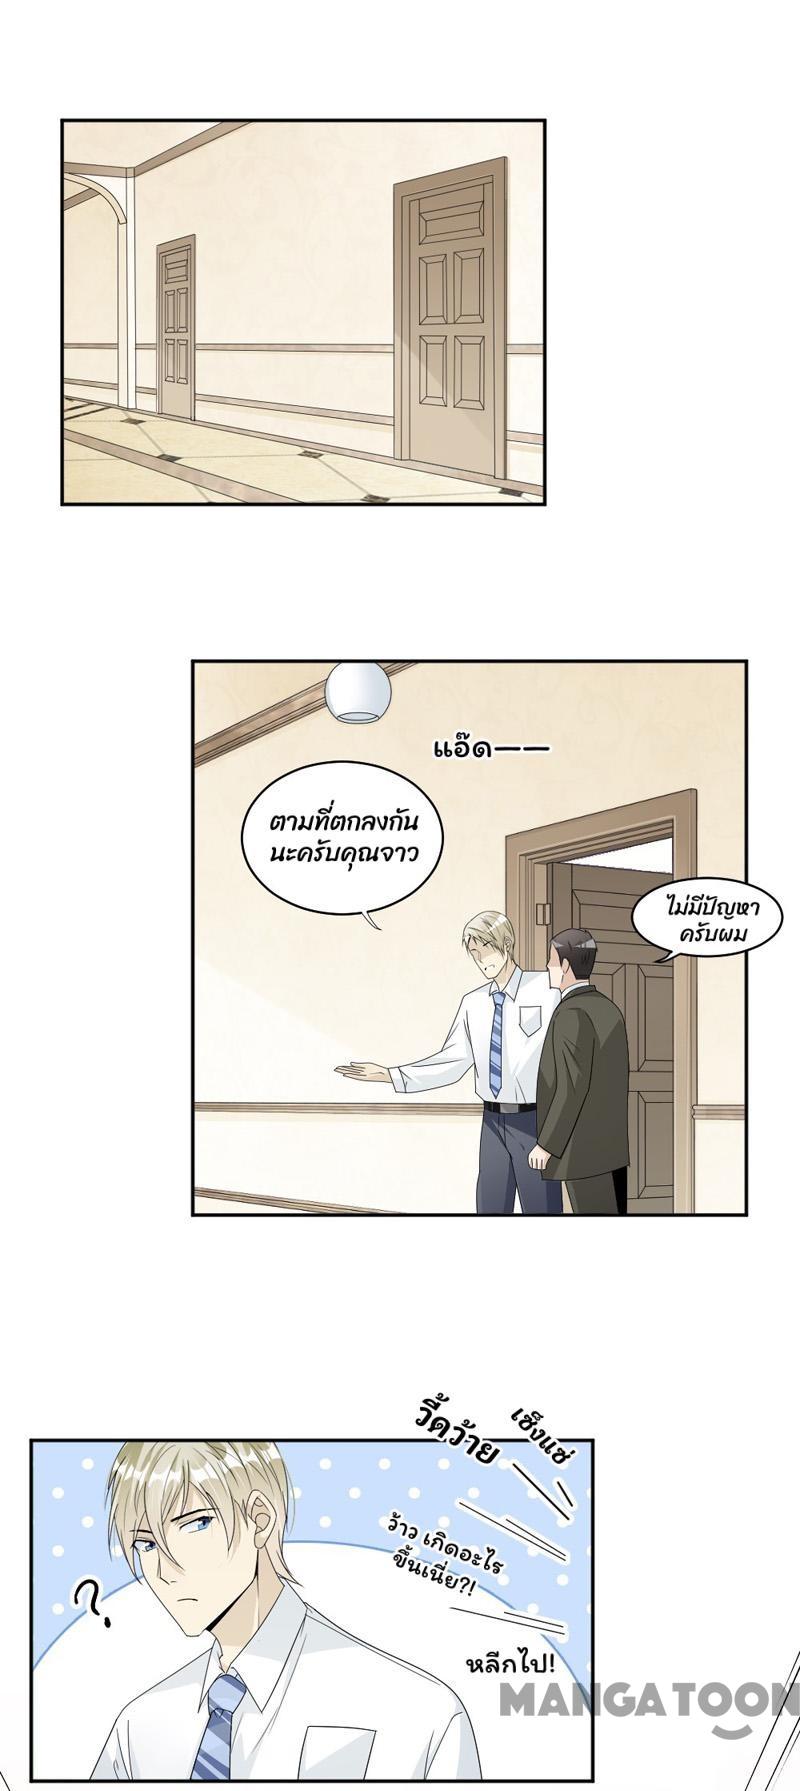 แอ๊ด——
ตามที่ตกลงกัน
นะครับคุณจาว
ไม่มีปัญหา
ครับผม
วี้ดว้าย
เซ็งแซ่
ว้าว เกิดอะไร
ขึ้นเนี่ย?!
?
หลีกไป!
MANGATOON